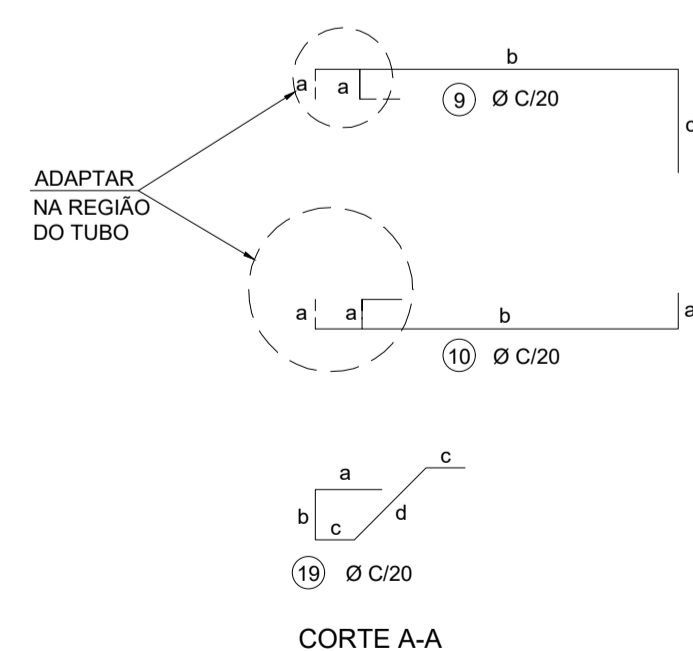 b
a
a
9 Ø C/20
c
ADAPTAR
NA REGIÃO
DO TUBO
a
a
b
a
10 Ø C/20
c
a
b
c
d
19 Ø C/20
CORTE A-A